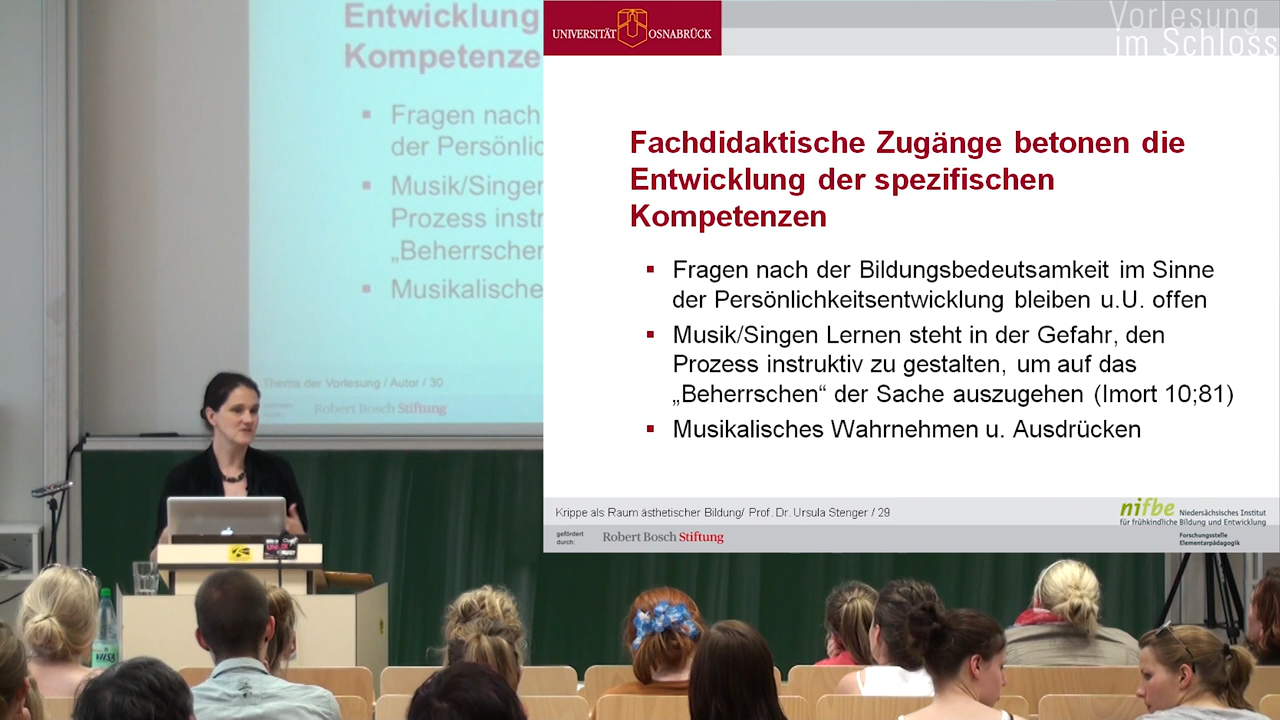 Entwicklung
Kompetenze
Fragen nach
der Persönlic
Musik/Singen
Prozess instr
„Beherrschen
Musikalische
Thema der Vorlesung / Autor / 30
Robert Bosch Stiftung
UNIVERSITÄT OSNABRÜCK
Vorlesung
im Schloss
Fachdidaktische Zugänge betonen die
Entwicklung der spezifischen
Kompetenzen
Fragen nach der Bildungsbedeutsamkeit im Sinne
der Persönlichkeitsentwicklung bleiben u.U. offen
Musik/Singen Lernen steht in der Gefahr, den
Prozess instruktiv zu gestalten, um auf das
„Beherrschen“ der Sache auszugehen (Imort 10;81)
Musikalisches Wahrnehmen u. Ausdrücken
Krippe als Raum ästhetischer Bildung/ Prof. Dr. Ursula Stenger / 29
gefördert
durch:
Robert Bosch Stiftung
nifbe Niedersächsisches Institut
für frühkindliche Bildung und Entwicklung
Forschungsstelle
Elementarpädagogik
VILSA